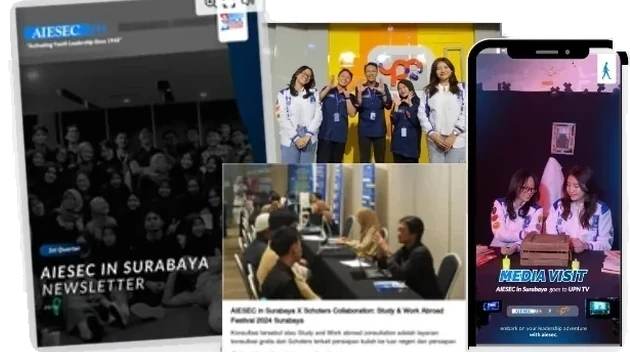 AIESEC
"Activating Youth Leadership Since 1948"
1st Quarter
AIESEC IN SURABAYA
NEWSLETTER
AIESEC in Surabaya X Schoters Collaboration: Study & Work Abroad
Festival 2024 Surabaya
Konsultasi tersebut atau Study and Work abroad consultation adalah layanan
konsultasi gratis dari Schoters terkait persiapan kuliah ke luar negeri dan persiapan
MEDIA VISIT
AIESEC in Surabaya goes to UPN TV
AIESEC
embark on your leadership adventure
with aiesec.